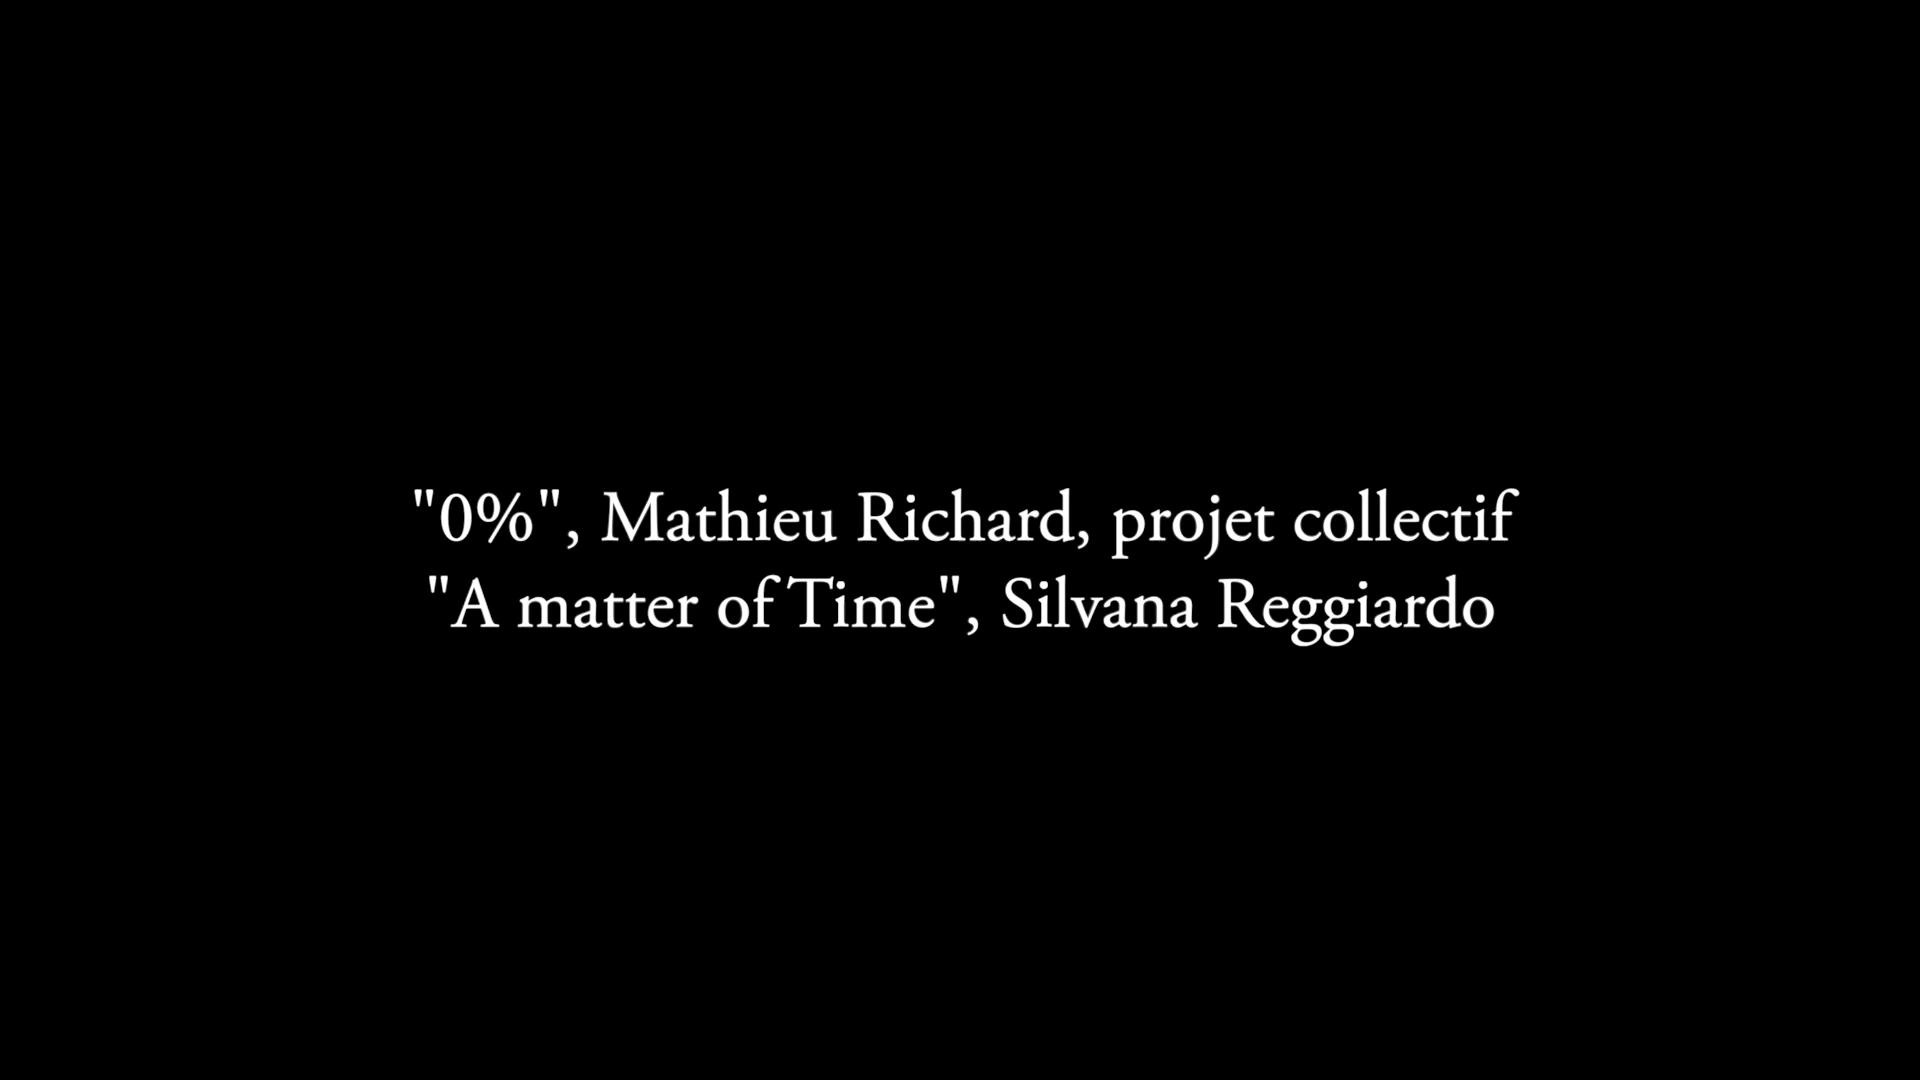 "0%", Mathieu Richard, projet collectif
"A matter of Time", Silvana Reggiardo